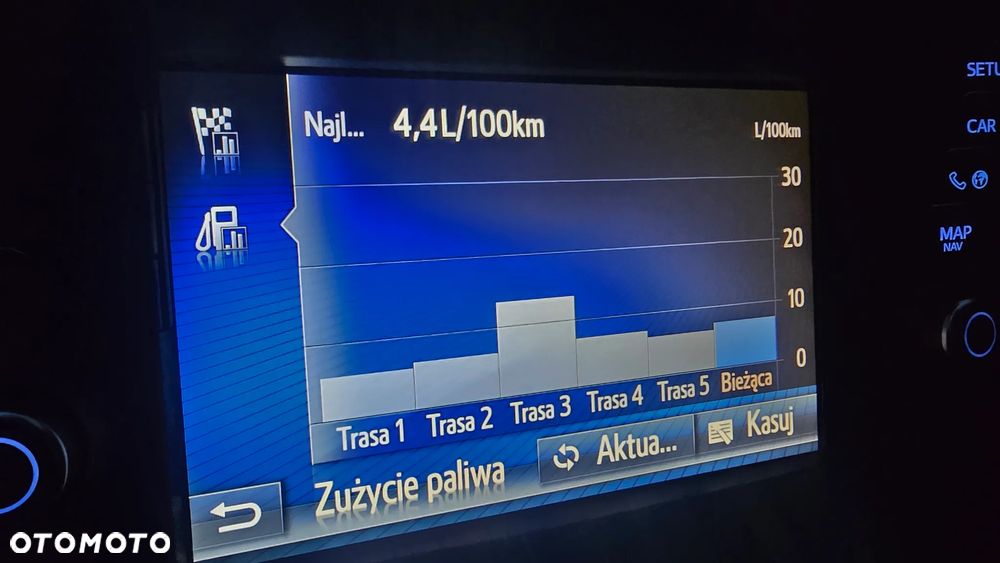 Najl... 4,4L/100km
L/100km
30
20
10
0
Trasa 1 Trasa 2 Trasa 3 Trasa 4 Trasa 5 Bieżąca
Zużycie paliwa Aktua... Kasuj
SETU
CAR
MAP
NAV
OTOMOTO